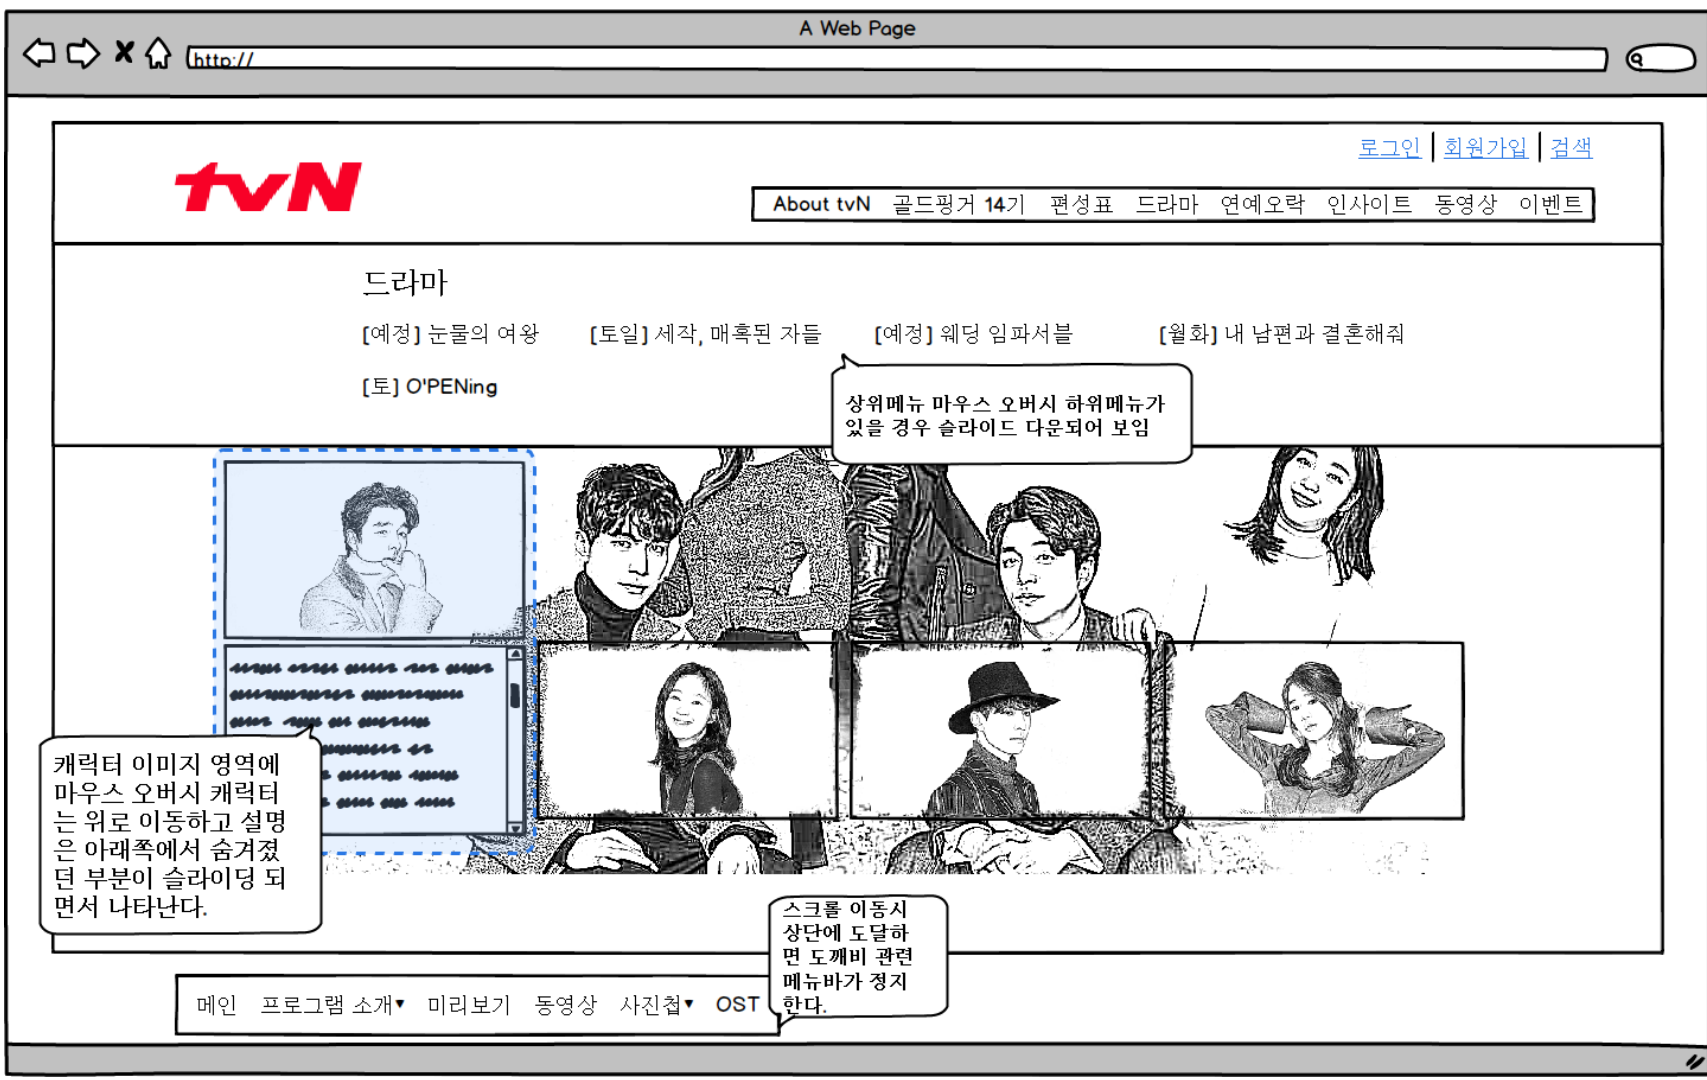 A Web Page
http://
로그인 회원가입 검색
tvN
About tvN 골드핑거 14기 편성표 드라마 연예오락 인사이트 동영상 이벤트
드라마
[예정] 눈물의 여왕 [토일] 세작, 매혹된 자들 [예정] 웨딩 임파서블 [월화] 내 남편과 결혼해줘
[토] O'PENing
상위메뉴 마우스 오버시 하위메뉴가
있을 경우 슬라이드 다운되어 보임
캐릭터 이미지 영역에
마우스 오버시 캐릭터
는 위로 이동하고 설명
은 아래쪽에서 숨겨졌
던 부분이 슬라이딩 되
면서 나타난다.
스크롤 이동시
상단에 도달하
면 도깨비 관련
메뉴바가 정지
한다.
메인 프로그램 소개▾ 미리보기 동영상 사진첩▾ OST